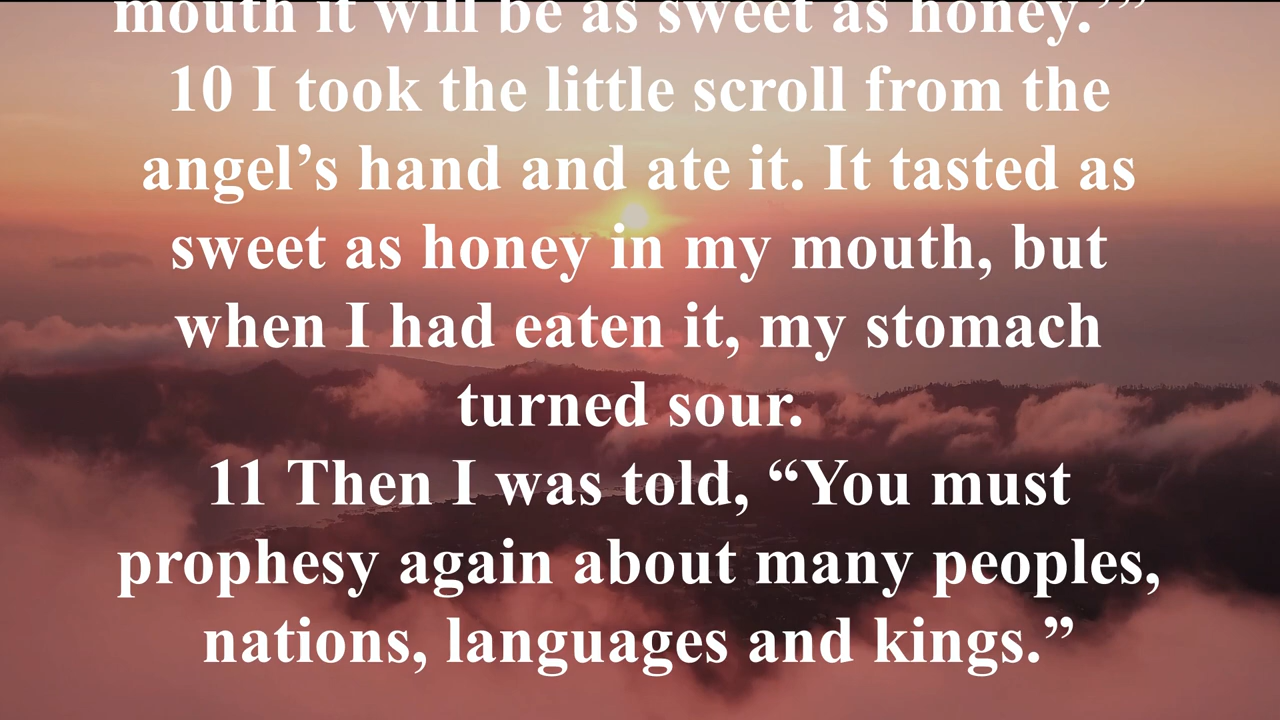 mouth it will be as sweet as honey.’”
10 I took the little scroll from the
angel’s hand and ate it. It tasted as
sweet as honey in my mouth, but
when I had eaten it, my stomach
turned sour.
11 Then I was told, “You must
prophesy again about many peoples,
nations, languages and kings.”